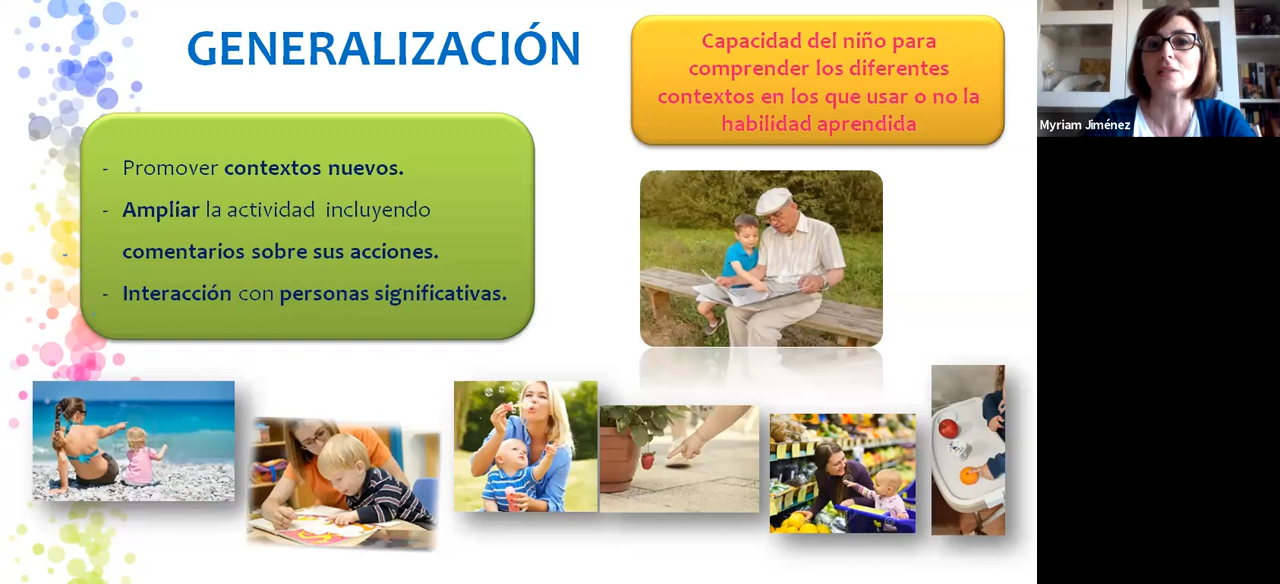 GENERALIZACIÓN
Capacidad del niño para
comprender los diferentes
contextos en los que usar o no la
habilidad aprendida
- Promover contextos nuevos.
- Ampliar la actividad incluyendo
comentarios sobre sus acciones.
- Interacción con personas significativas.
Myriam Jiménez